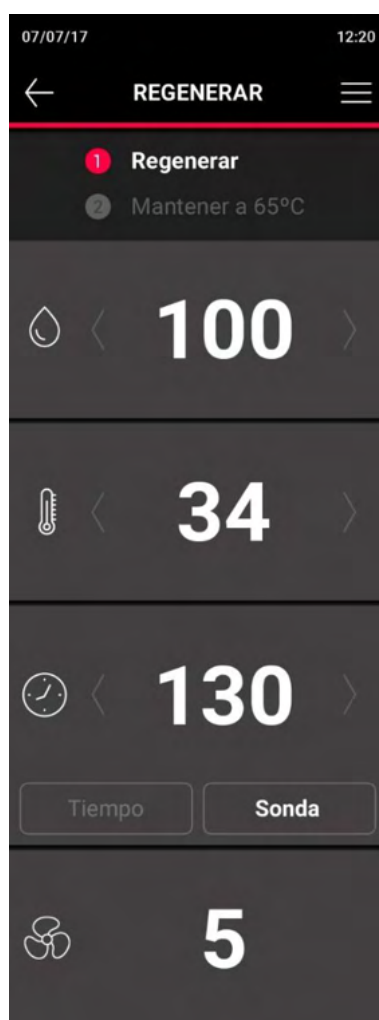 07/07/17 12:20
REGENERAR
1 Regenerar
2 Mantener a 65ºC
100
34
130
Tiempo Sonda
5